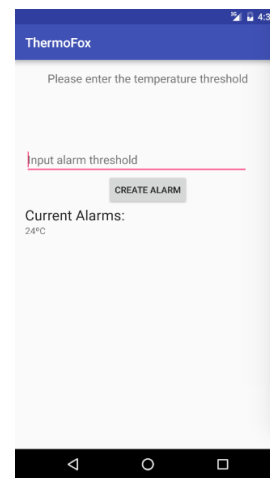 4:3
ThermoFox
Please enter the temperature threshold
Input alarm threshold
CREATE ALARM
Current Alarms:
24ºC